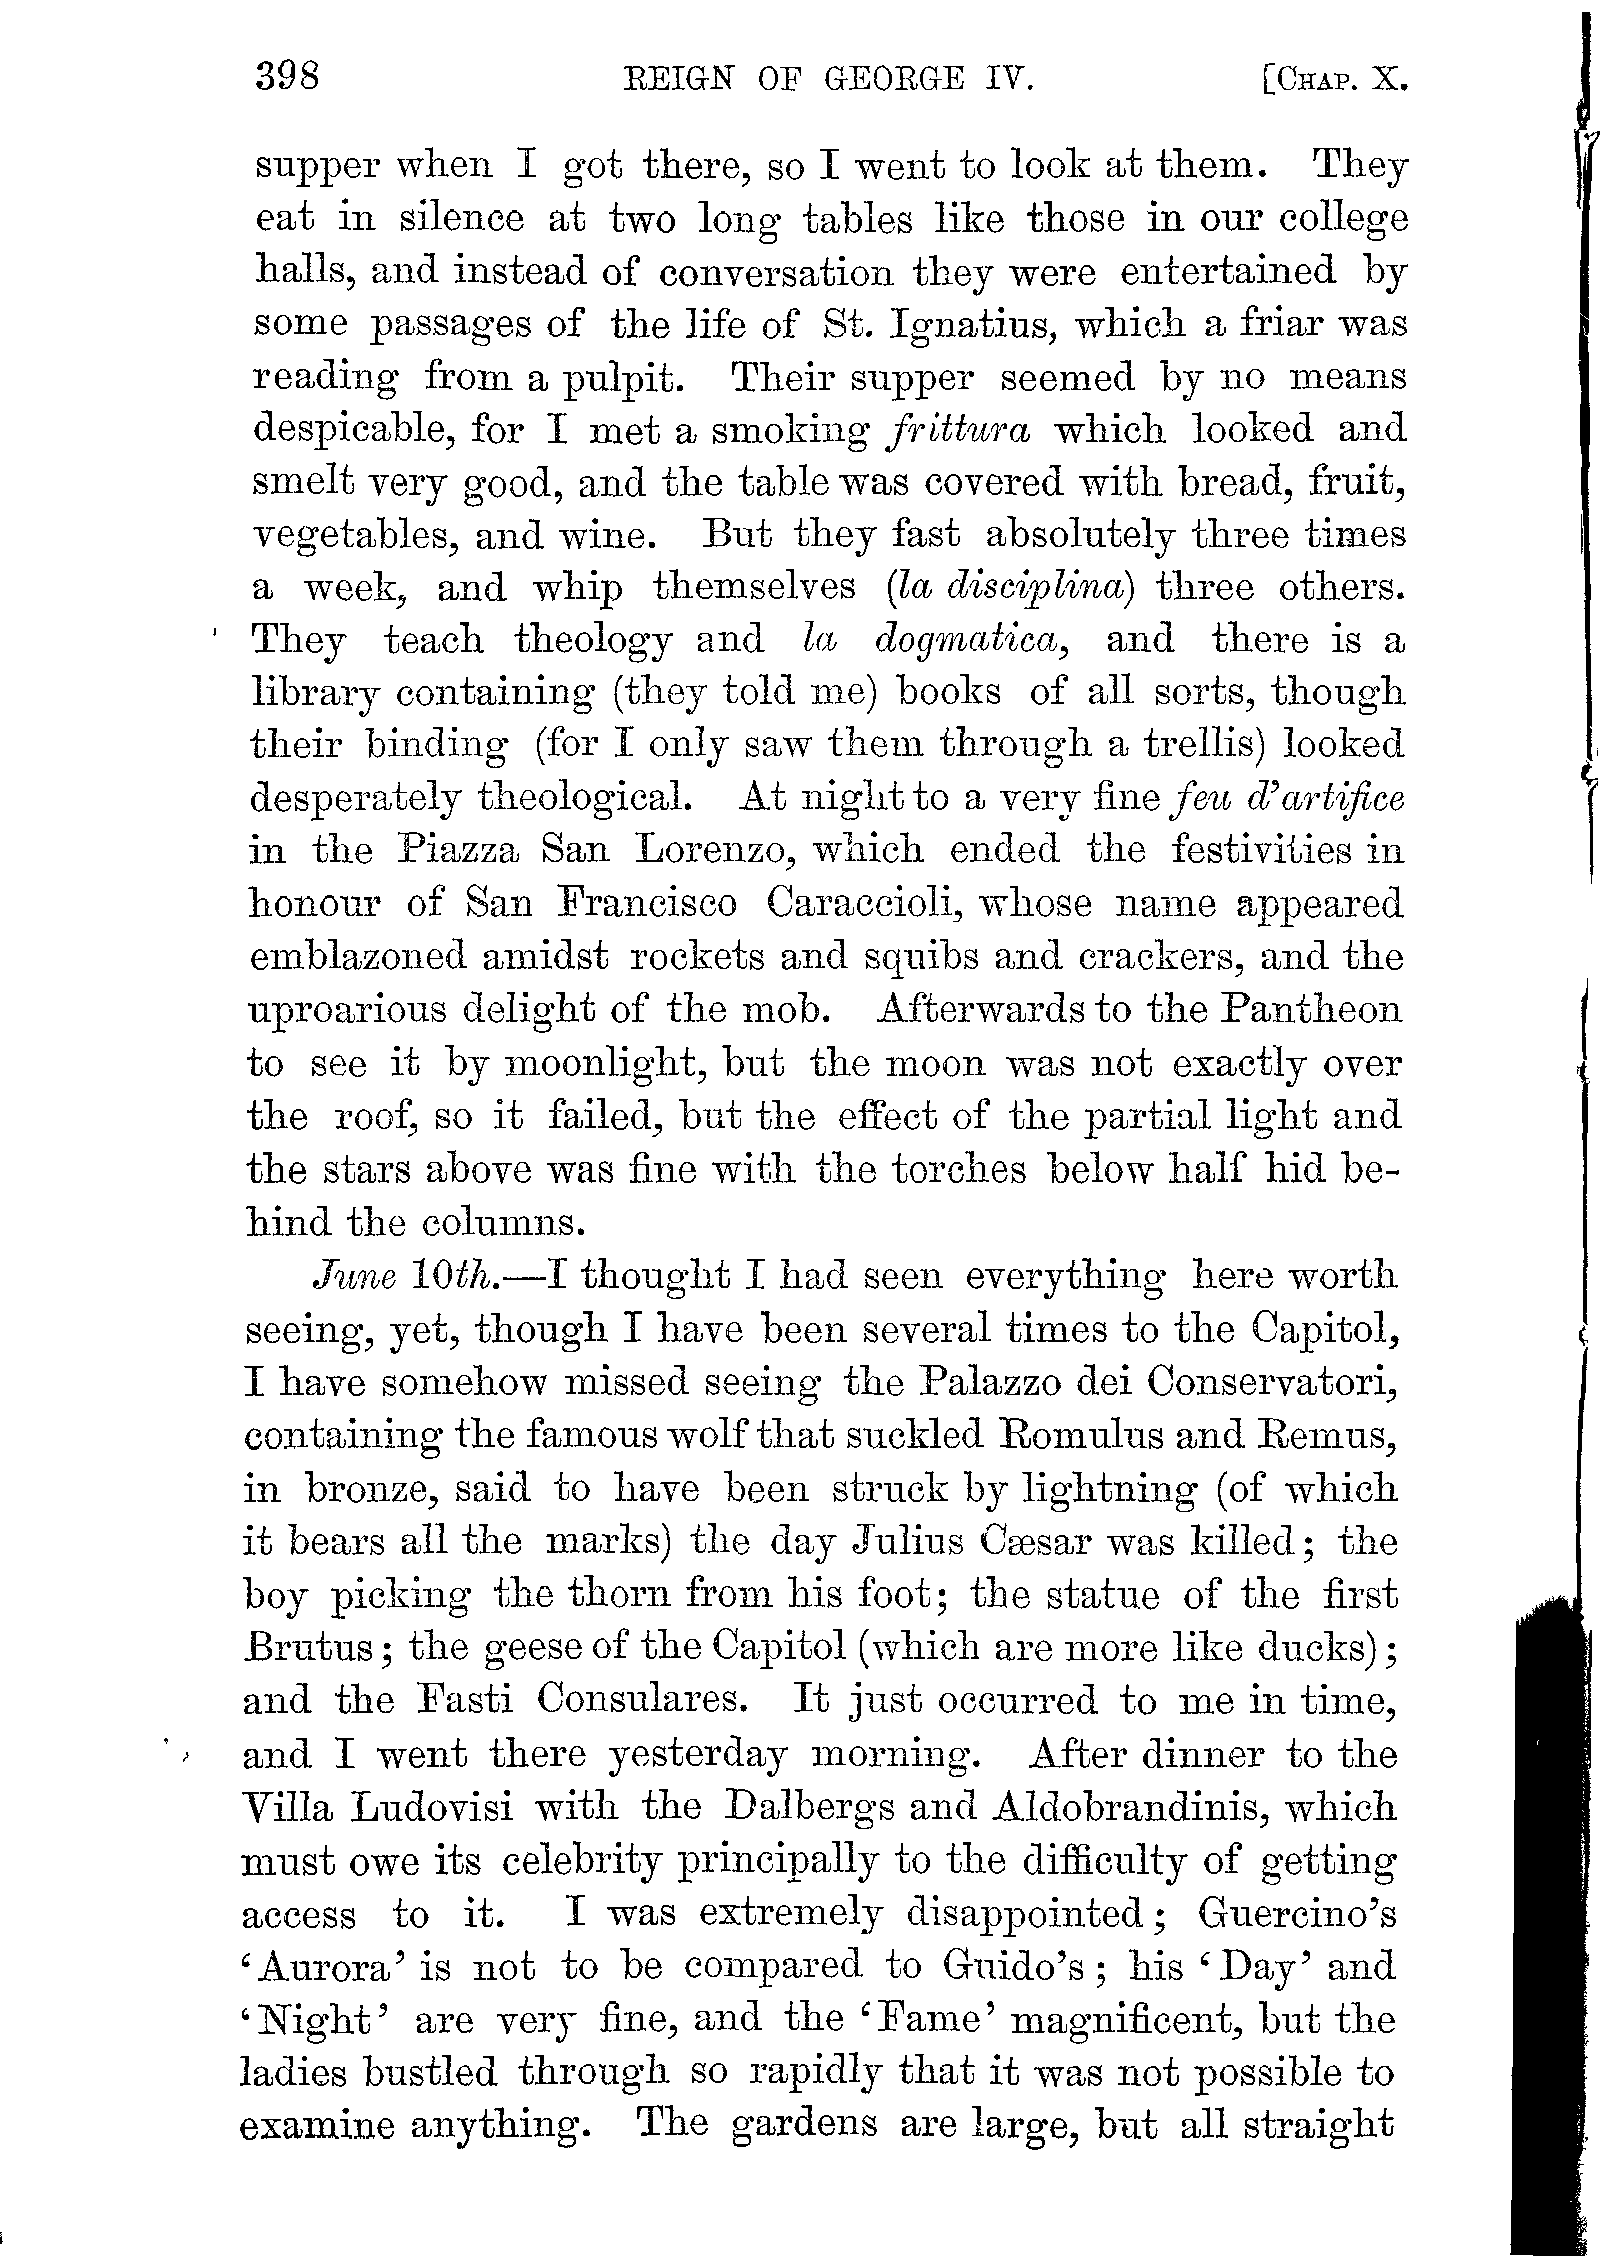 398 REIGN OF GEORGE IV. [CHAP. X.
supper when I got there, so I went to look at them. They
eat in silence at two long tables like those in our college
halls, and instead of conversation they were entertained by
some passages of the life of St. Ignatius, which a friar was
reading from a pulpit. Their supper seemed by no means
despicable, for I met a smoking frittura which looked and
smelt very good, and the table was covered with bread, fruit,
vegetables, and wine. But they fast absolutely three times
a week, and whip themselves (la disciplina) three others.
They teach theology and la dogmatica, and there is a
library containing (they told me) books of all sorts, though
their binding (for I only saw them through a trellis) looked
desperately theological. At night to a very fine feu d'artifice
in the Piazza San Lorenzo, which ended the festivities in
honour of San Francisco Caraccioli, whose name appeared
emblazoned amidst rockets and squibs and crackers, and the
uproarious delight of the mob. Afterwards to the Pantheon
to see it by moonlight, but the moon was not exactly over
the roof, so it failed, but the effect of the partial light and
the stars above was fine with the torches below half hid be-
hind the columns.
June 10th.—I thought I had seen everything here worth
seeing, yet, though I have been several times to the Capitol,
I have somehow missed seeing the Palazzo dei Conservatori,
containing the famous wolf that suckled Romulus and Remus,
in bronze, said to have been struck by lightning (of which
it bears all the marks) the day Julius Cæsar was killed; the
boy picking the thorn from his foot; the statue of the first
Brutus; the geese of the Capitol (which are more like ducks);
and the Fasti Consulares. It just occurred to me in time,
and I went there yesterday morning. After dinner to the
Villa Ludovisi with the Dalbergs and Aldobrandinis, which
must owe its celebrity principally to the difficulty of getting
access to it. I was extremely disappointed; Guercino's
'Aurora' is not to be compared to Guido's; his 'Day' and
'Night' are very fine, and the 'Fame' magnificent, but the
ladies bustled through so rapidly that it was not possible to
examine anything. The gardens are large, but all straight